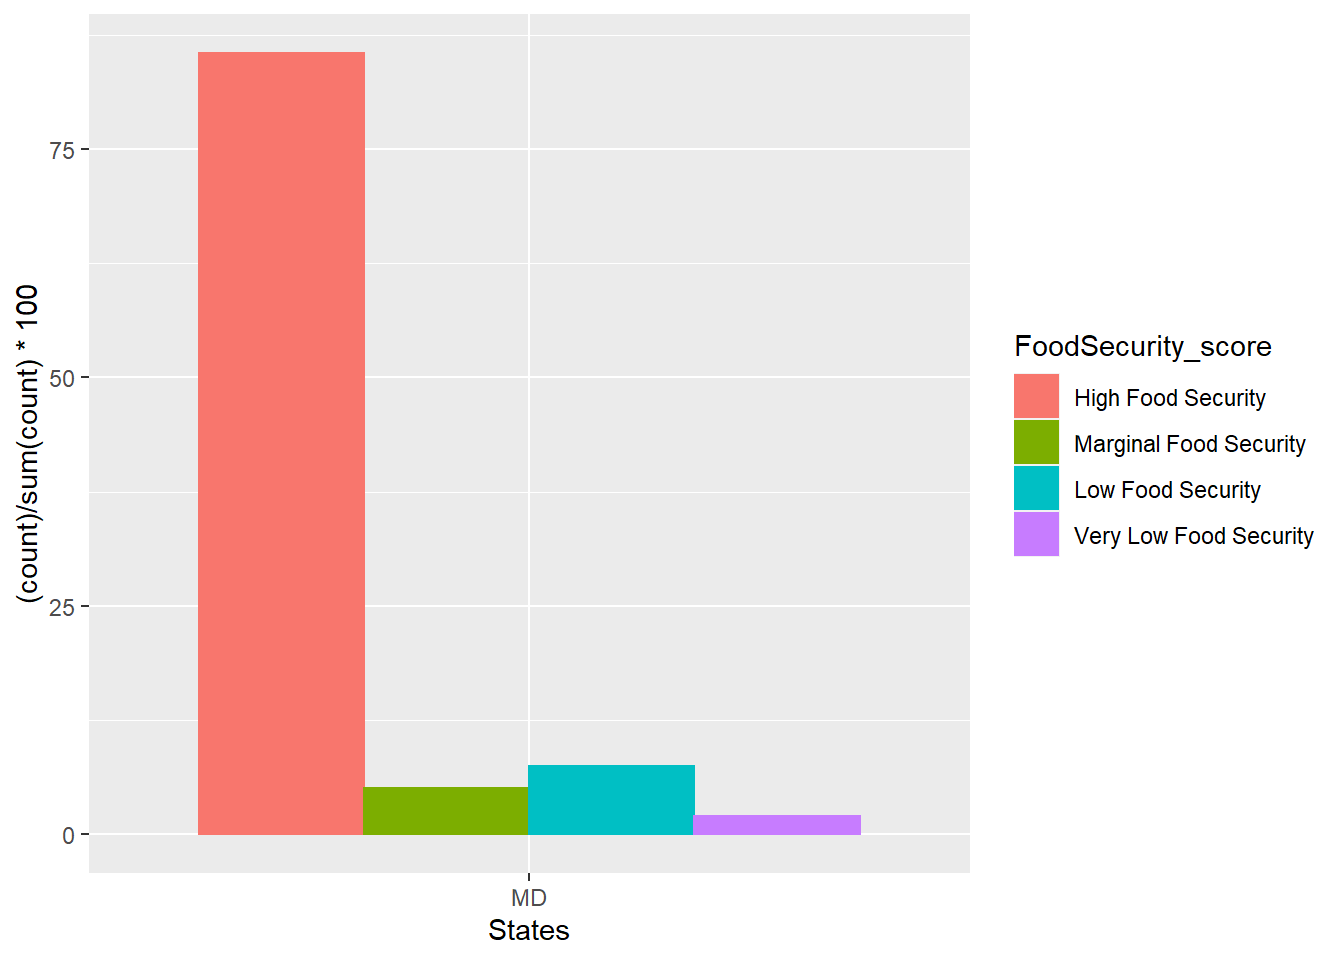 (count)/sum(count) * 100
75
50
25
0
MD
States
FoodSecurity_score
High Food Security
Marginal Food Security
Low Food Security
Very Low Food Security